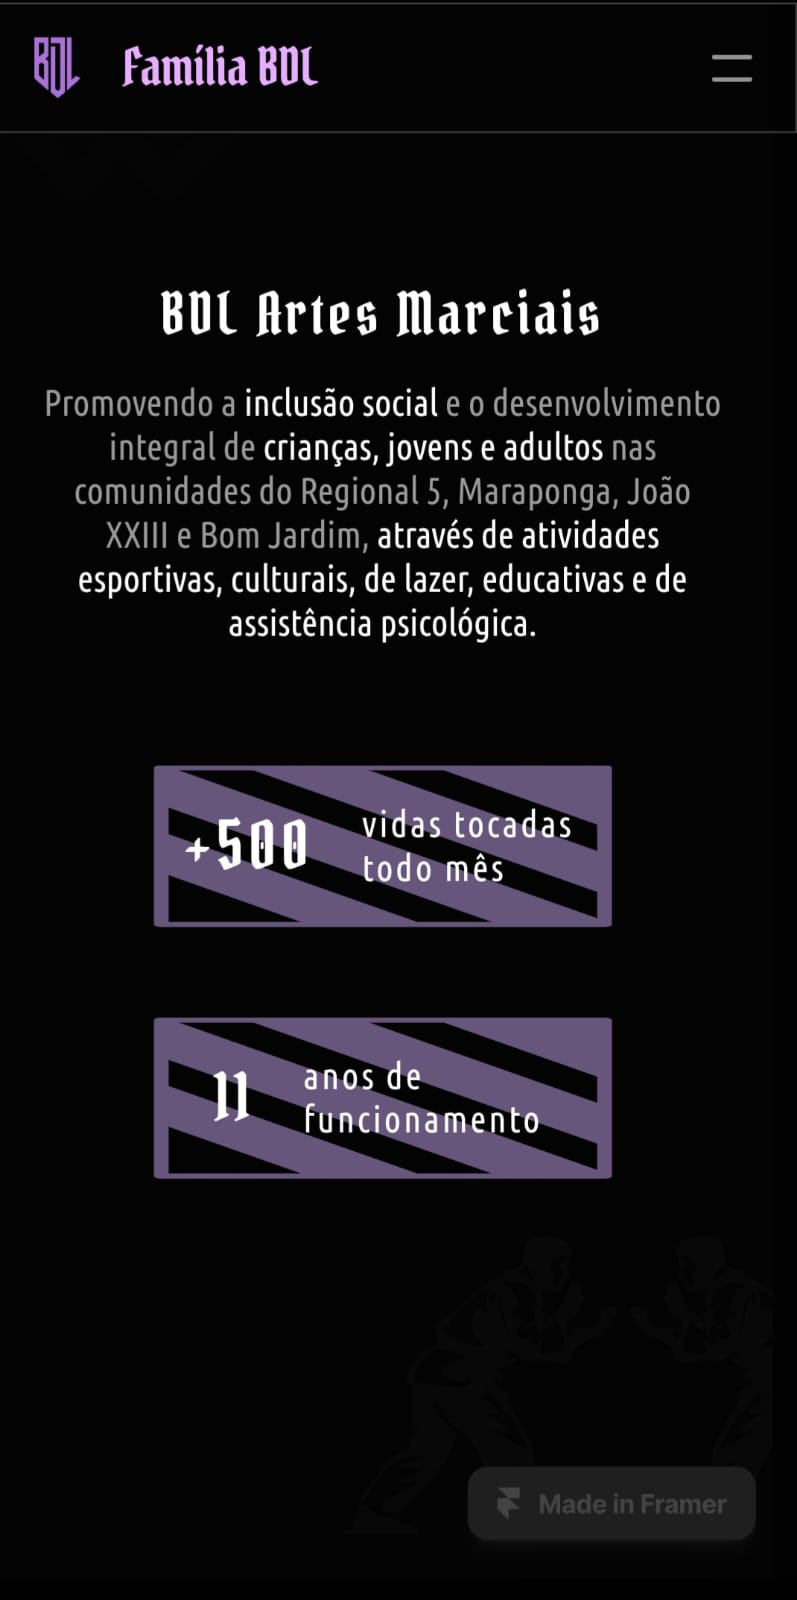 BDL
Família BDL
BDL Artes Marciais
Promovendo a inclusão social e o desenvolvimento
integral de crianças, jovens e adultos nas
comunidades do Regional 5, Maraponga, João
XXIII e Bom Jardim, através de atividades
esportivas, culturais, de lazer, educativas e de
assistência psicológica.
+500
vidas tocadas
todo mês
11
anos de
funcionamento
Made in Framer